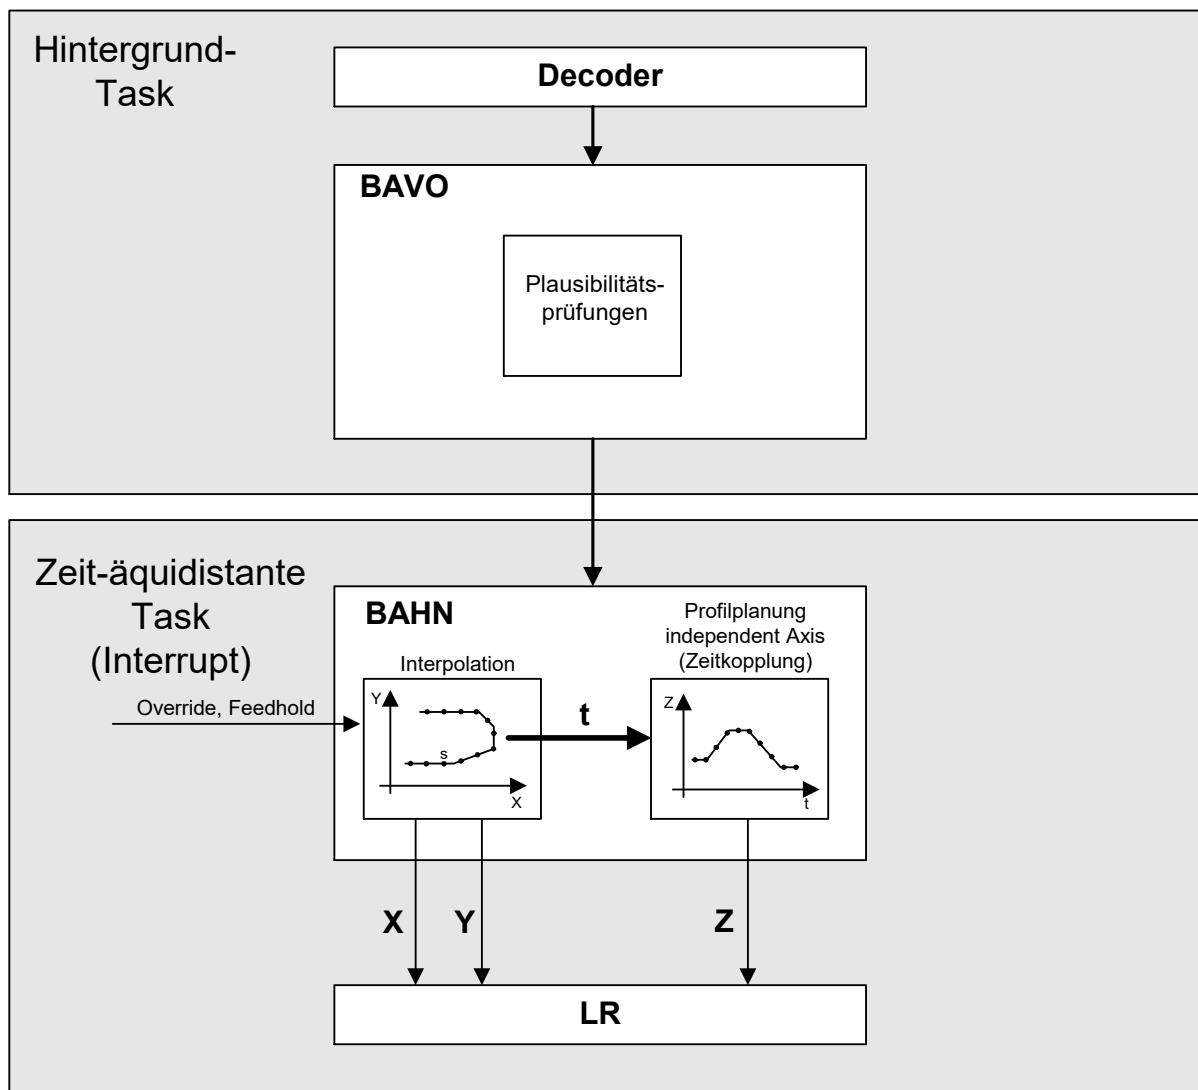 Hintergrund-
Task
Decoder
BAVO
Plausibilitäts-
prüfungen
Zeit-äquidistante
Task
(Interrupt)
BAHN
Profilplanung
independent Axis
(Zeitkopplung)
Interpolation
Override, Feedhold
Y
s
X
t
Z
t
X
Y
Z
LR